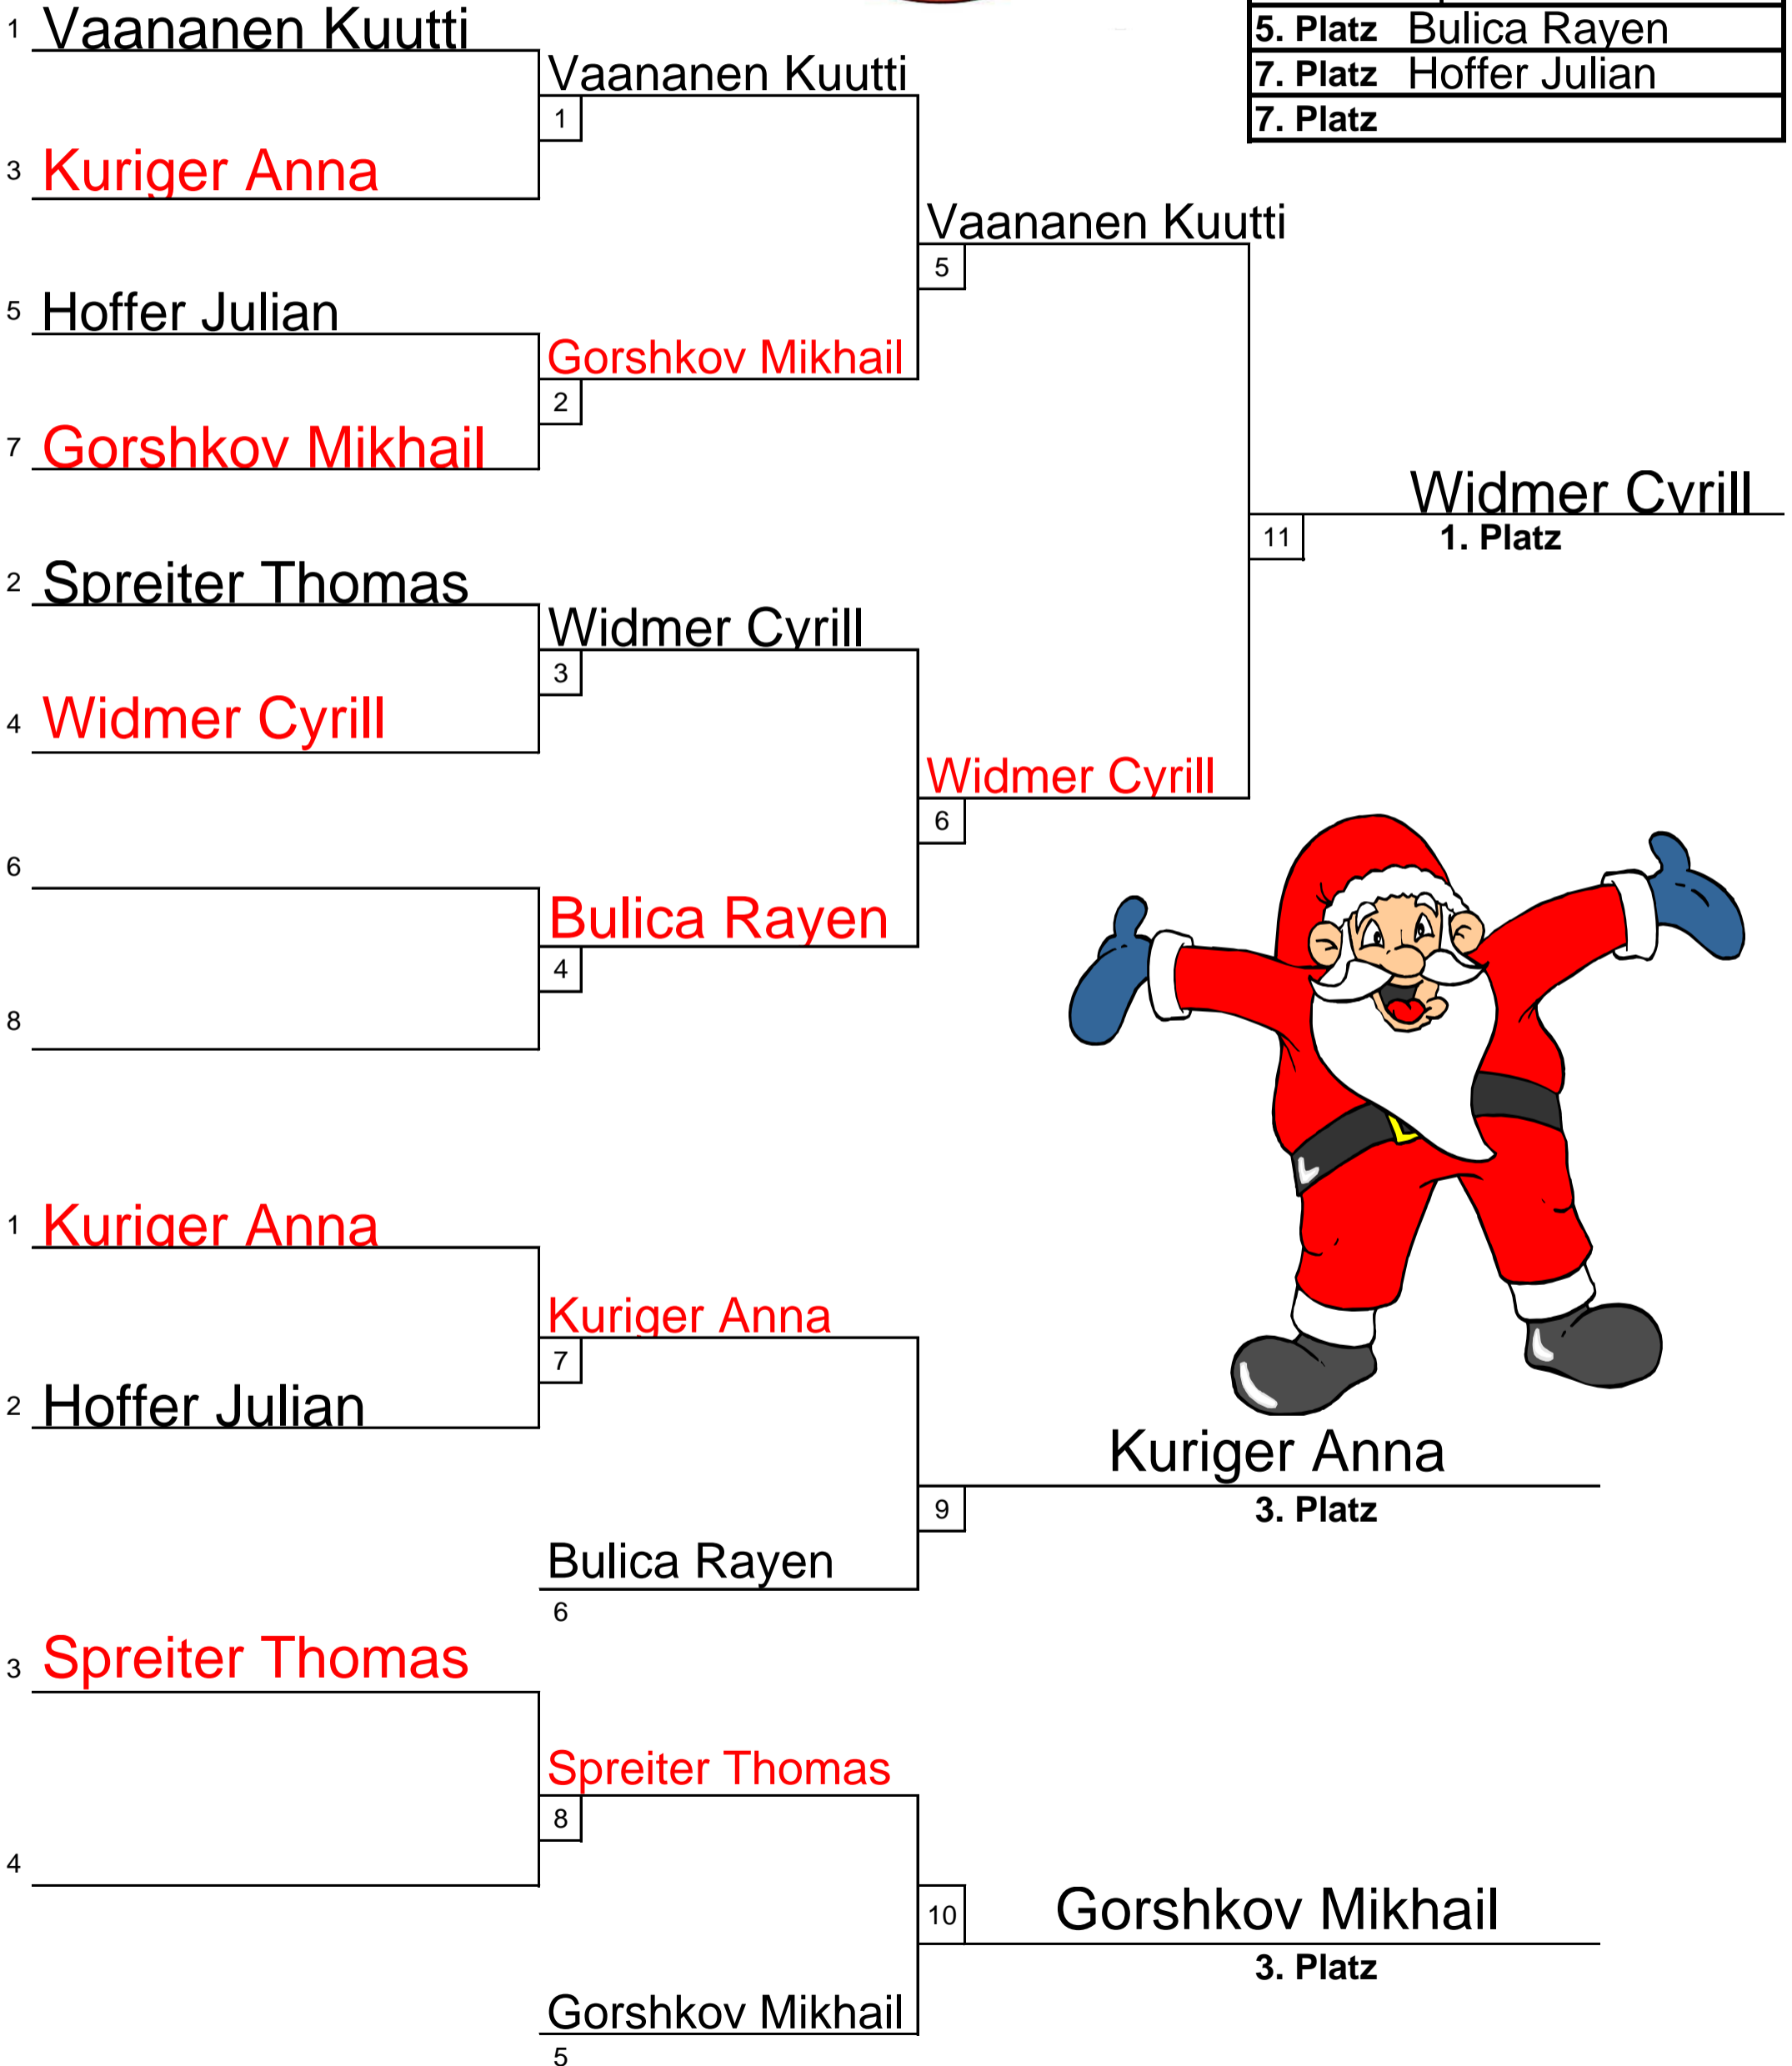 1 Vaananen Kuutti
5. Platz Bulica Rayen
Vaananen Kuutti
7. Platz Hoffer Julian
1
7. Platz
3 Kuriger Anna
Vaananen Kuutti
5
5 Hoffer Julian
Gorshkov Mikhail
2
7 Gorshkov Mikhail
Widmer Cyrill
11
1. Platz
2 Spreiter Thomas
Widmer Cyrill
3
4 Widmer Cyrill
Widmer Cyrill
6
6
Bulica Rayen
4
8
1 Kuriger Anna
Kuriger Anna
7
2 Hoffer Julian
Kuriger Anna
9
3. Platz
Bulica Rayen
6
3 Spreiter Thomas
Spreiter Thomas
8
4
10
Gorshkov Mikhail
3. Platz
Gorshkov Mikhail
5